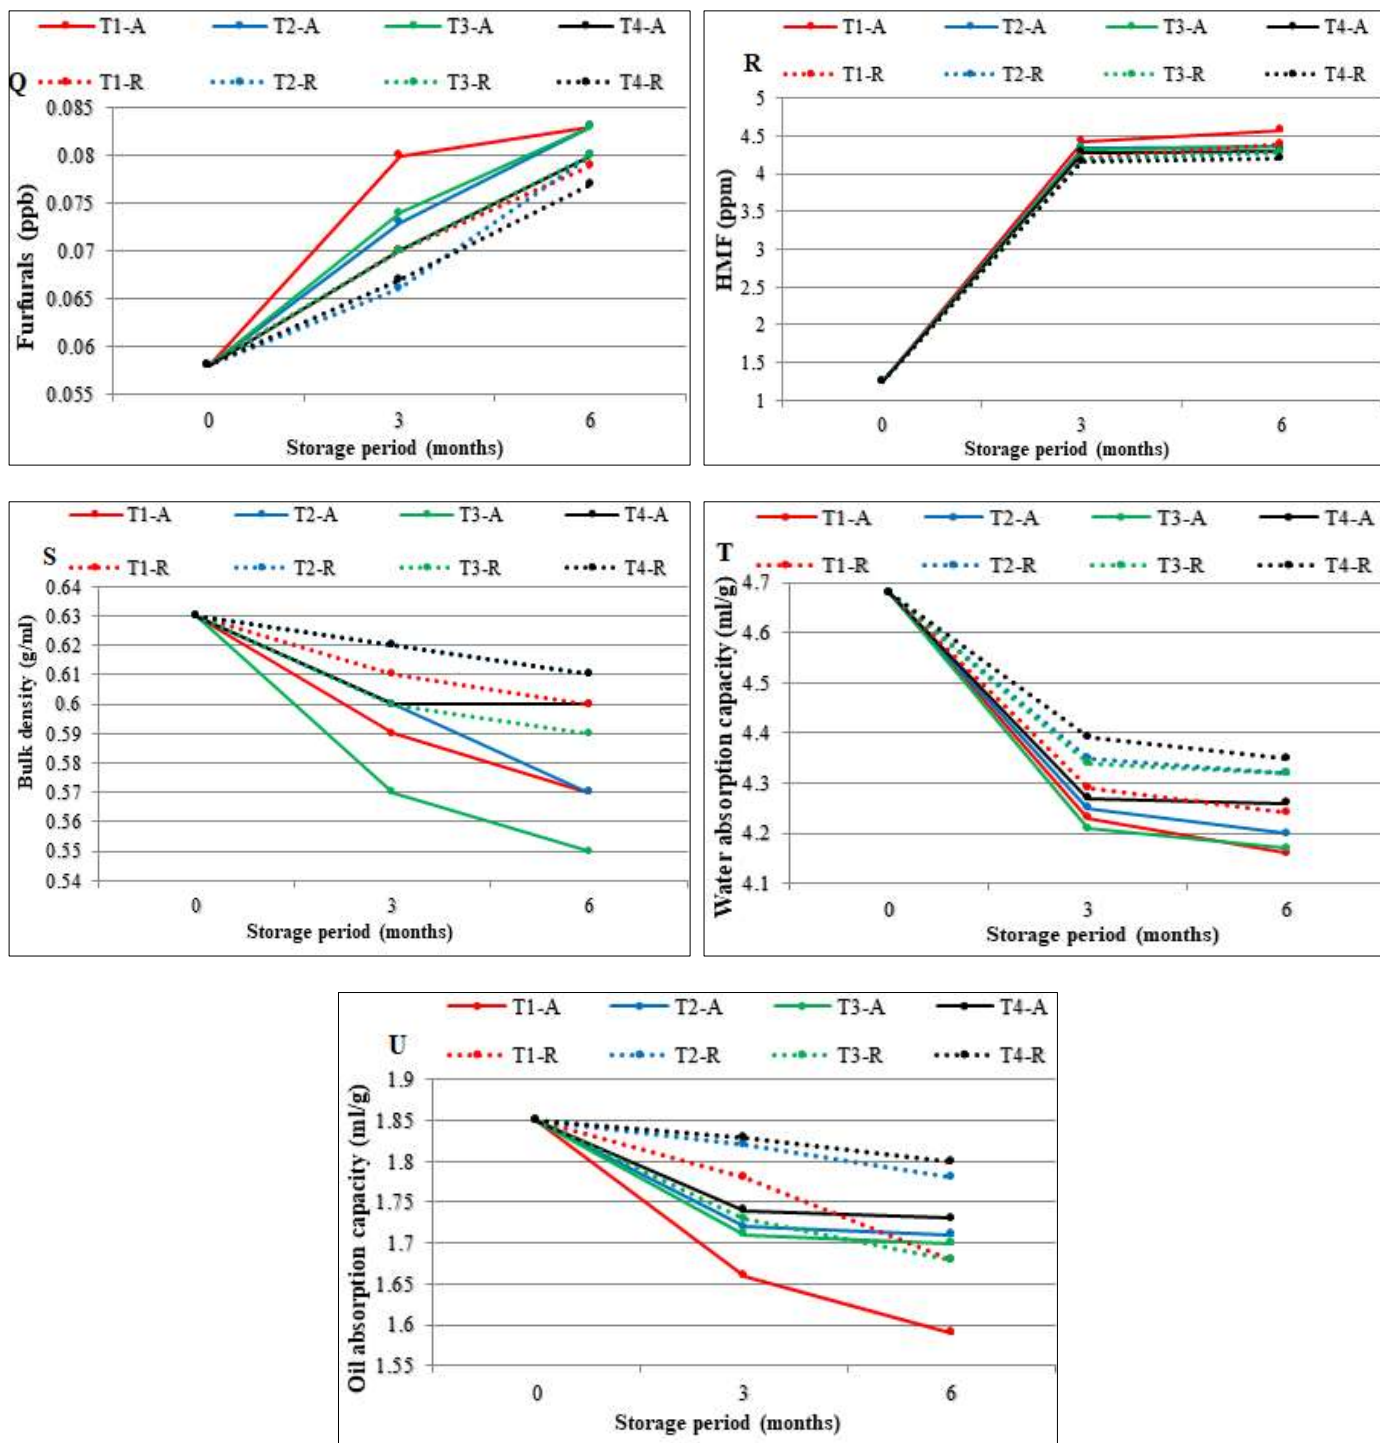 T1-A T2-A T3-A T4-A
Q T1-R T2-R T3-R T4-R
0.085
0.08
0.075
0.07
0.065
0.06
0.055
Furfurals (ppb)
0 3 6
Storage period (months)
T1-A T2-A T3-A T4-A
R T1-R T2-R T3-R T4-R
5
4.5
4
3.5
3
2.5
2
1.5
1
HMF (ppm)
0 3 6
Storage period (months)
T1-A T2-A T3-A T4-A
S T1-R T2-R T3-R T4-R
0.64
0.63
0.62
0.61
0.6
0.59
0.58
0.57
0.56
0.55
0.54
Bulk density (g/ml)
0 3 6
Storage period (months)
T1-A T2-A T3-A T4-A
T T1-R T2-R T3-R T4-R
4.7
4.6
4.5
4.4
4.3
4.2
4.1
Water absorption capacity (ml/g)
0 3 6
Storage period (months)
T1-A T2-A T3-A T4-A
U T1-R T2-R T3-R T4-R
1.9
1.85
1.8
1.75
1.7
1.65
1.6
1.55
Oil absorption capacity (ml/g)
0 3 6
Storage period (months)